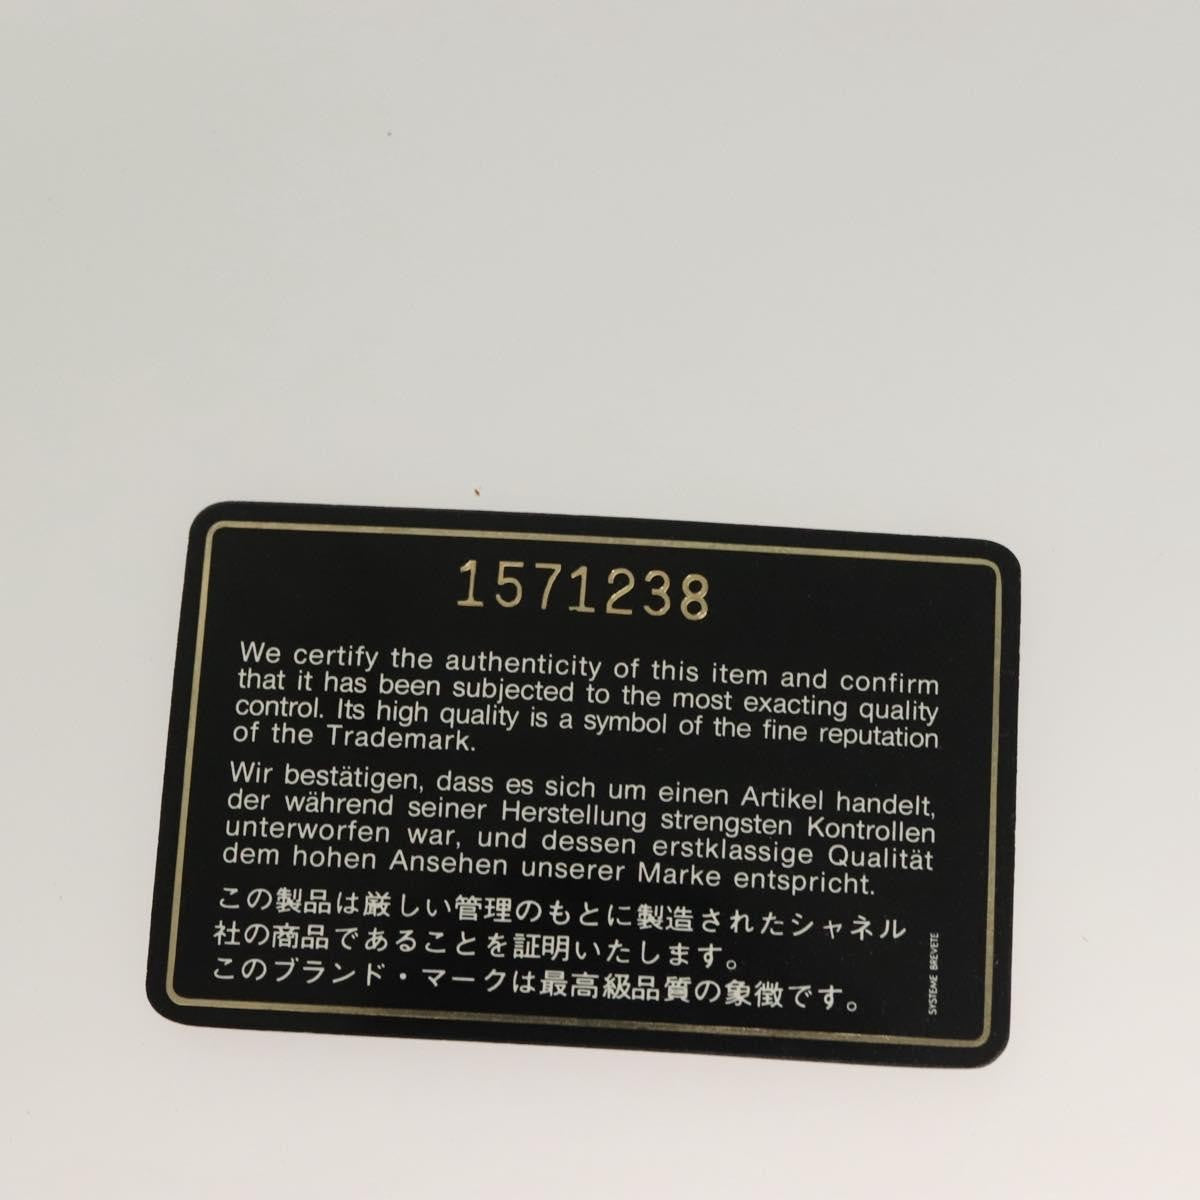 1571238
We certify the authenticity of this item and confirm
that it has been subjected to the most exacting quality
control. Its high quality is a symbol of the fine reputation
of the Trademark.
Wir bestätigen, dass es sich um einen Artikel handelt,
der während seiner Herstellung strengsten Kontrollen
unterworfen war, und dessen erstklassige Qualität
dem hohen Ansehen unserer Marke entspricht.
この製品は厳しい管理のもとに製造されたシャネル
社の商品であることを証明いたします。
このブランド・マークは最高級品質の象徴です。
SYSTEME BREVETE